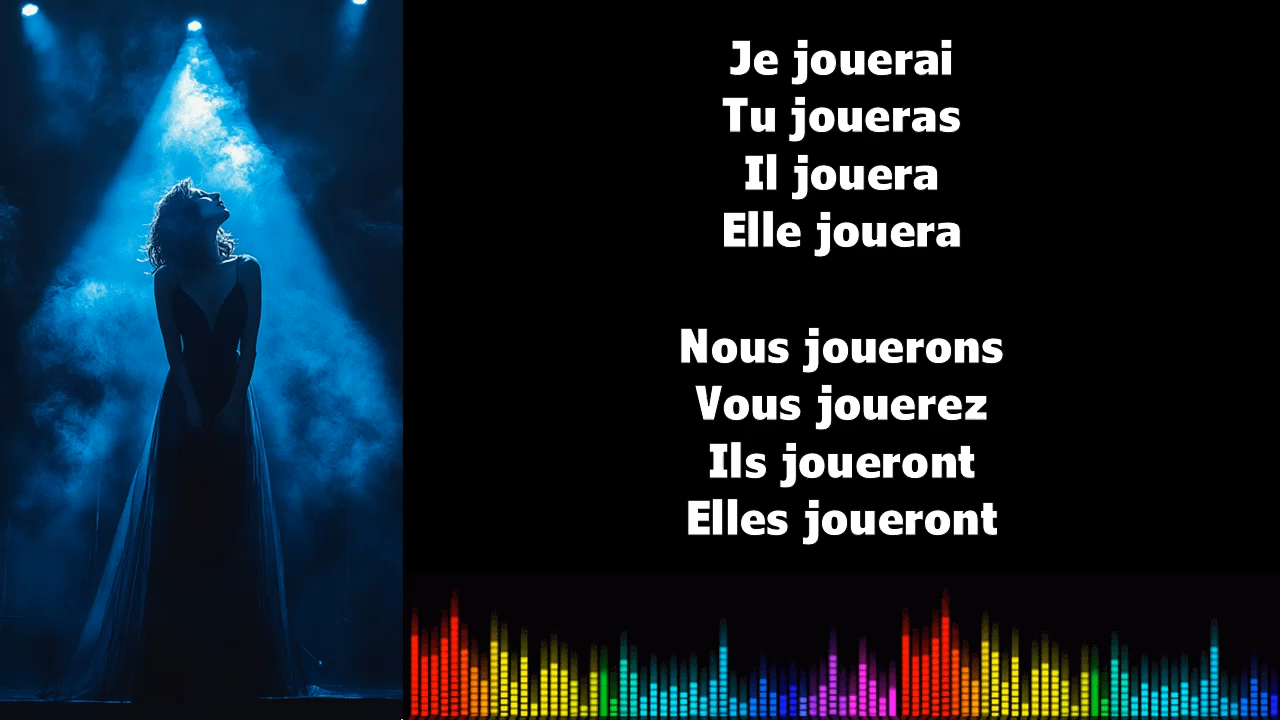 Je jouerai
Tu joueras
Il jouera
Elle jouera
Nous jouerons
Vous jouerez
Ils joueront
Elles joueront